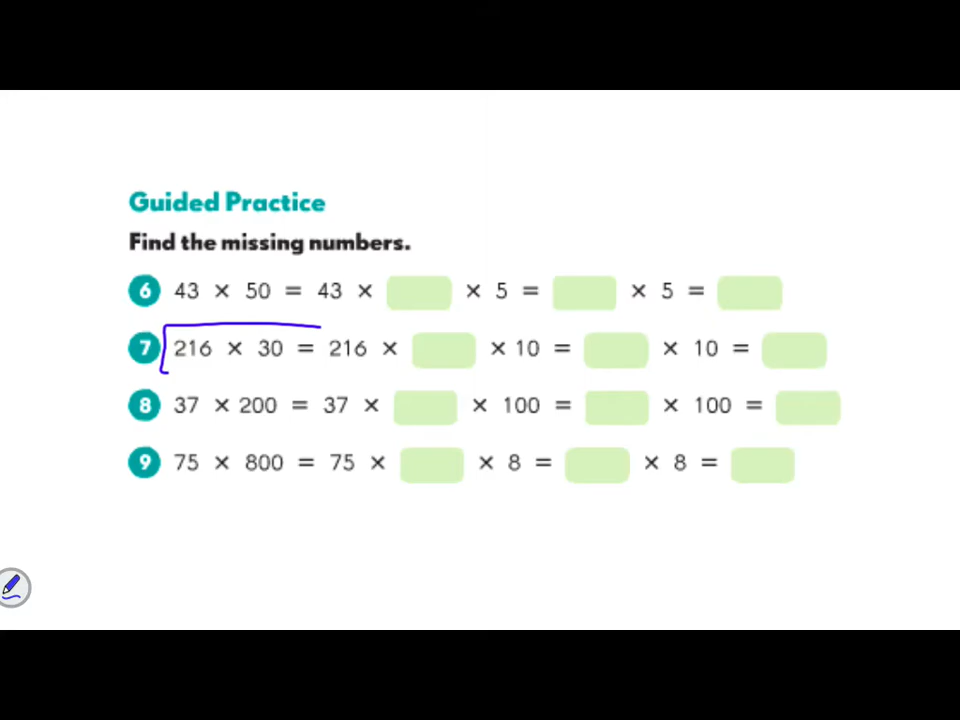 Guided Practice
Find the missing numbers.
6 43 × 50 = 43 × × 5 = × 5 =
7 216 × 30 = 216 × × 10 = × 10 =
8 37 × 200 = 37 × × 100 = × 100 =
9 75 × 800 = 75 × × 8 = × 8 =